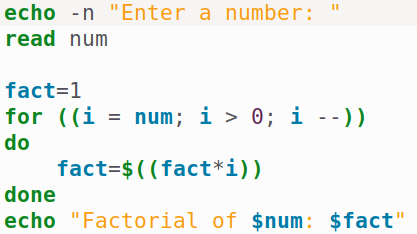 echo -n "Enter a number: "
read num

fact=1
for ((i = num; i > 0; i --))
do
    fact=$((fact*i))
done
echo "Factorial of $num: $fact"